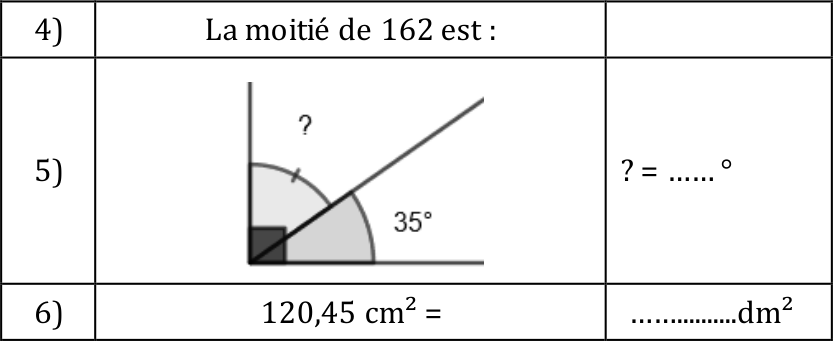 4) La moitié de 162 est :
?
5) 35° ? = ...... °
6) 120,45 cm² = ...............dm²